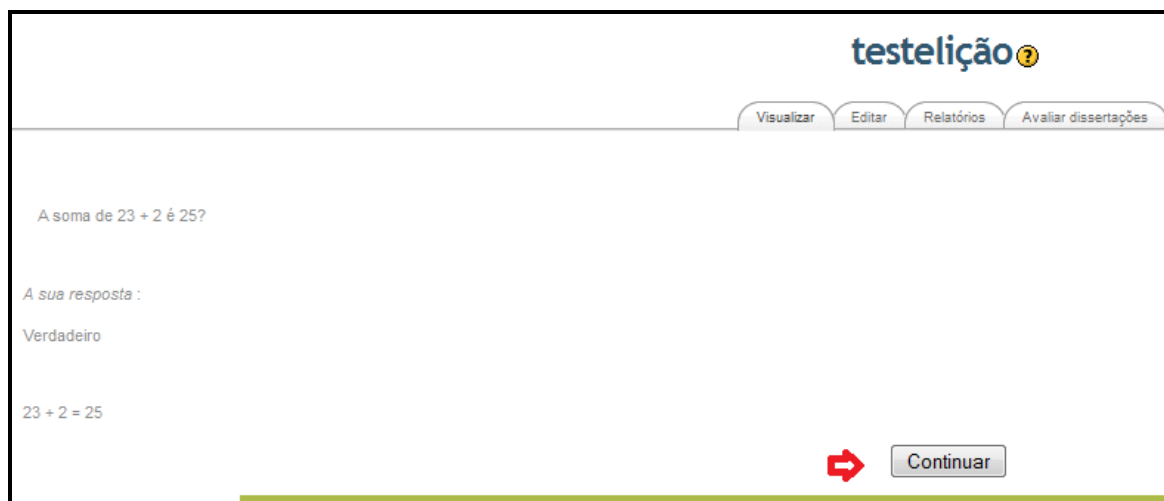 testelição
Visualizar Editar Relatórios Avaliar dissertações
A soma de 23 + 2 é 25?
A sua resposta :
Verdadeiro
23 + 2 = 25
Continuar